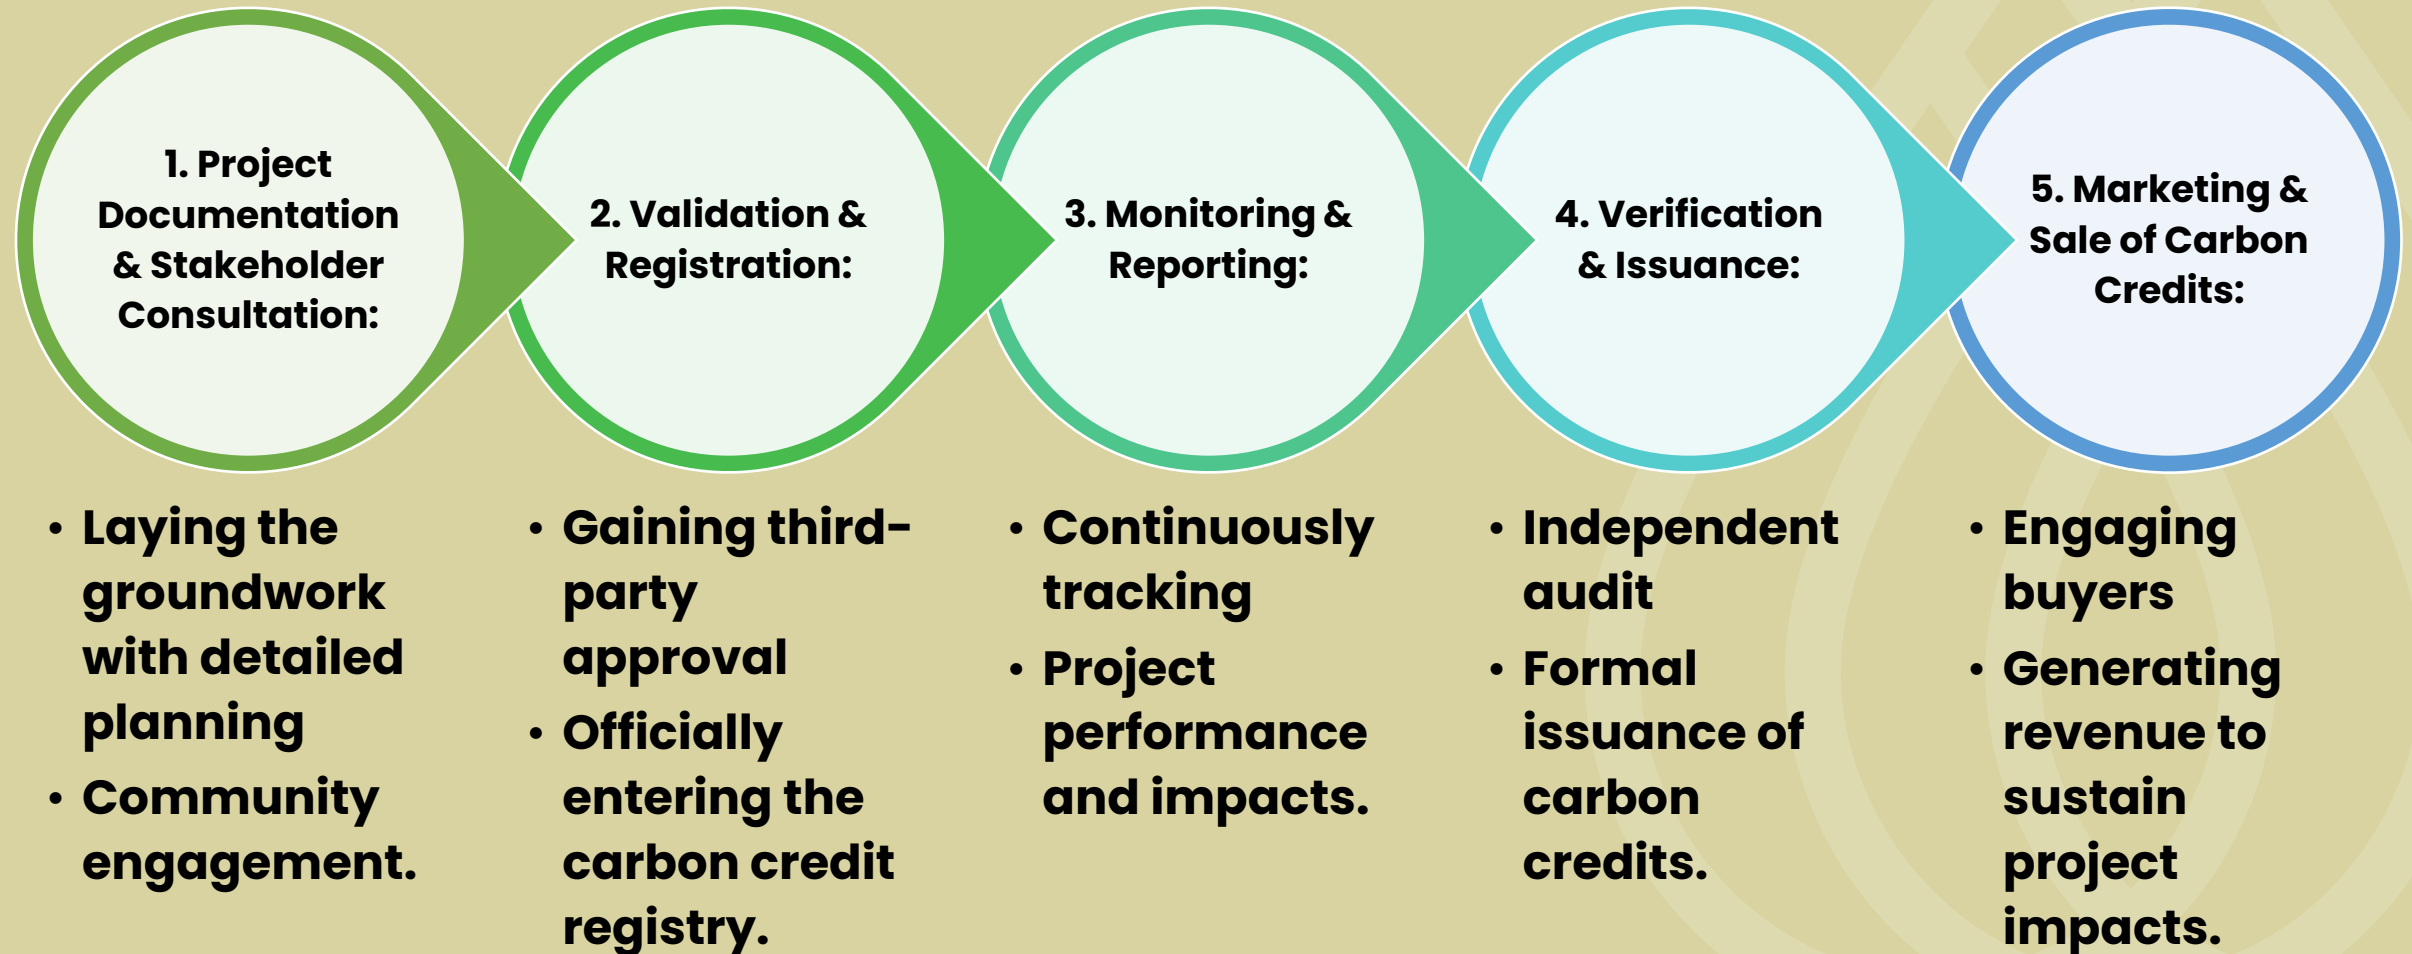 1. Project
Documentation
& Stakeholder
Consultation:
2. Validation &
Registration:
3. Monitoring &
Reporting:
4. Verification
& Issuance:
5. Marketing &
Sale of Carbon
Credits:
• Laying the
groundwork
with detailed
planning
• Community
engagement.
• Gaining third-
party
approval
• Officially
entering the
carbon credit
registry.
• Continuously
tracking
• Project
performance
and impacts.
• Independent
audit
• Formal
issuance of
carbon
credits.
• Engaging
buyers
• Generating
revenue to
sustain
project
impacts.